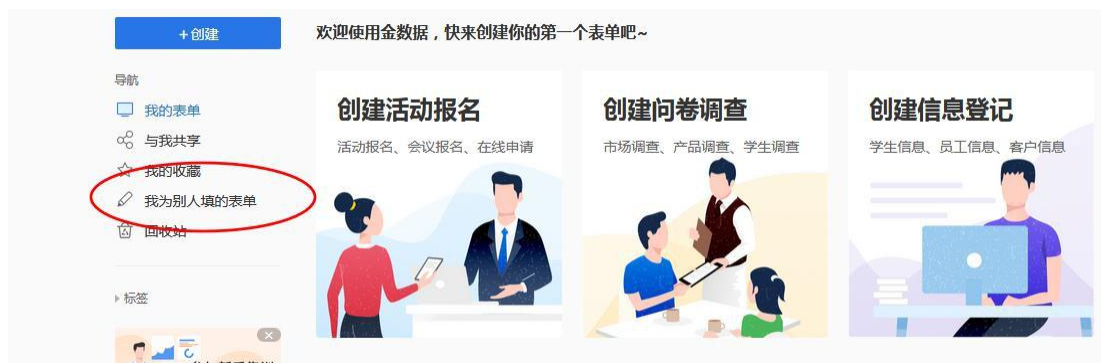 +创建
欢迎使用金数据，快来创建你的第一个表单吧~
导航
我的表单
与我共享
我的收藏
我为别人填的表单
回收站
标签
创建活动报名
活动报名、会议报名、在线申请
创建问卷调查
市场调查、产品调查、学生调查
创建信息登记
学生信息、员工信息、客户信息